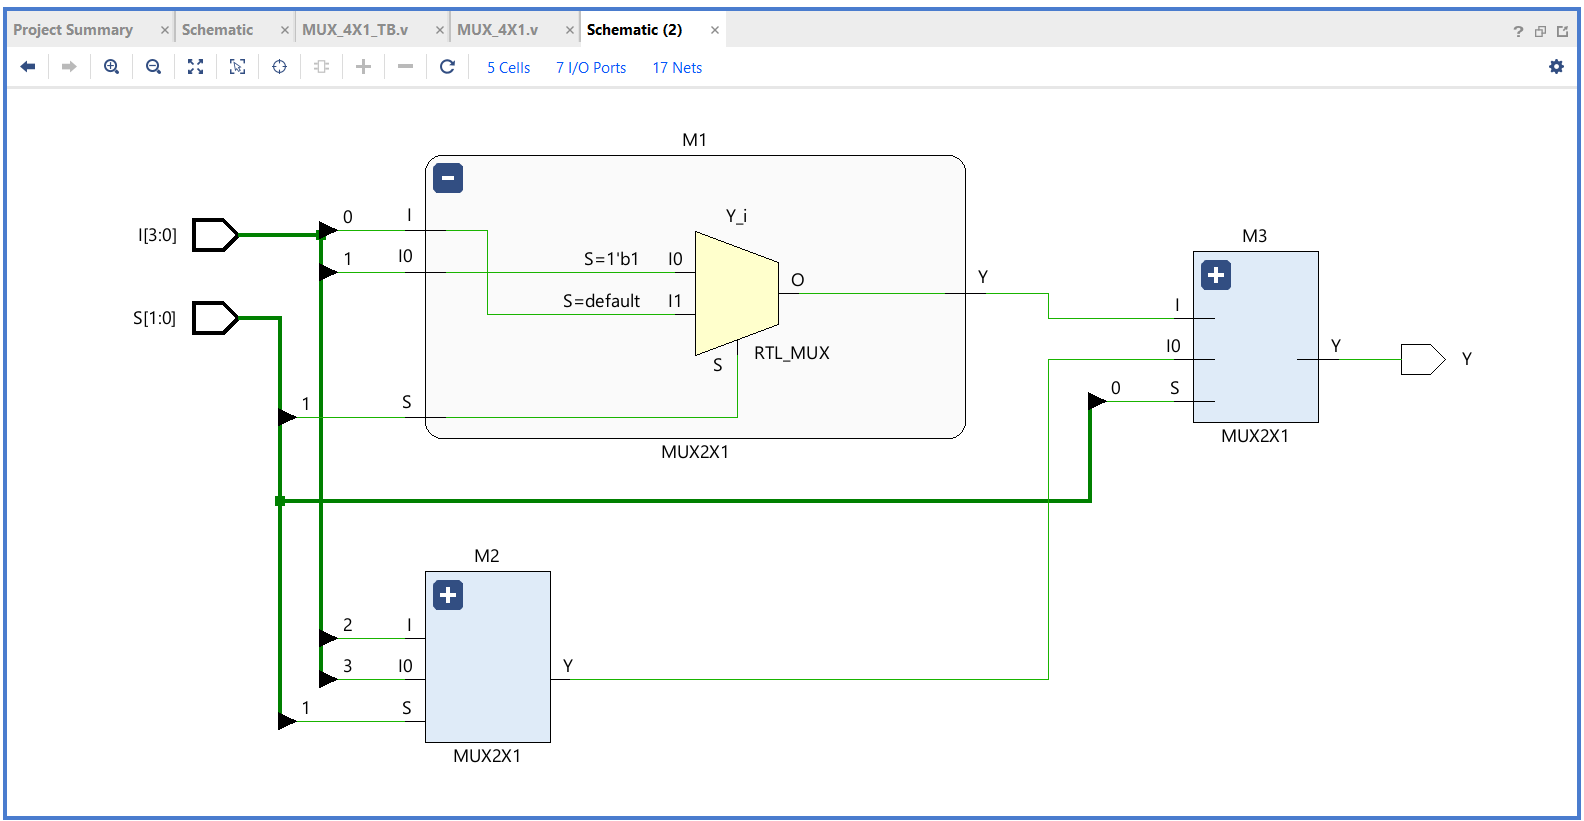 Project Summary × Schematic × MUX_4X1_TB.v × MUX_4X1.v × Schematic (2) × ?
5 Cells 7 I/O Ports 17 Nets
M1
0 I
I[3:0]
Y_i
1 I0
S=1'b1 I0
O
S=default I1
Y
S[1:0]
S
RTL_MUX
1 S
MUX2X1
M3
I
I0
0 S
Y
Y
MUX2X1
M2
2 I
3 I0
Y
1 S
MUX2X1